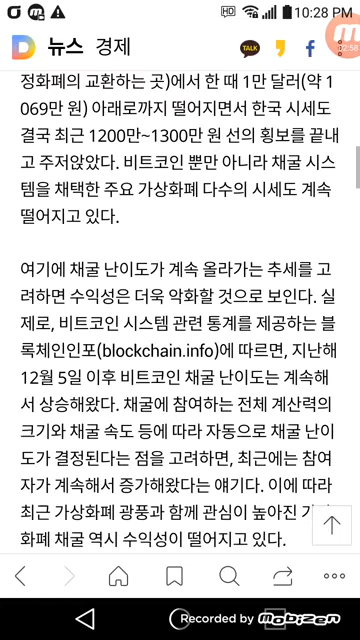 HD 10:28 PM
D 뉴스 경제 TALK f
02:58
정화폐의 교환하는 곳)에서 한 때 1만 달러(약 1
069만 원) 아래로까지 떨어지면서 한국 시세도
결국 최근 1200만~1300만 원 선의 횡보를 끝내
고 주저앉았다. 비트코인 뿐만 아니라 채굴 시스
템을 채택한 주요 가상화폐 다수의 시세도 계속
떨어지고 있다.
여기에 채굴 난이도가 계속 올라가는 추세를 고
려하면 수익성은 더욱 악화할 것으로 보인다. 실
제로, 비트코인 시스템 관련 통계를 제공하는 블
록체인인포(blockchain.info)에 따르면, 지난해
12월 5일 이후 비트코인 채굴 난이도는 계속해
서 상승해왔다. 채굴에 참여하는 전체 계산력의
크기와 채굴 속도 등에 따라 자동으로 채굴 난이
도가 결정된다는 점을 고려하면, 최근에는 참여
자가 계속해서 증가해왔다는 얘기다. 이에 따라
최근 가상화폐 광풍과 함께 관심이 높아진
화폐 채굴 역시 수익성이 떨어지고 있다.
Recorded by Mobizen